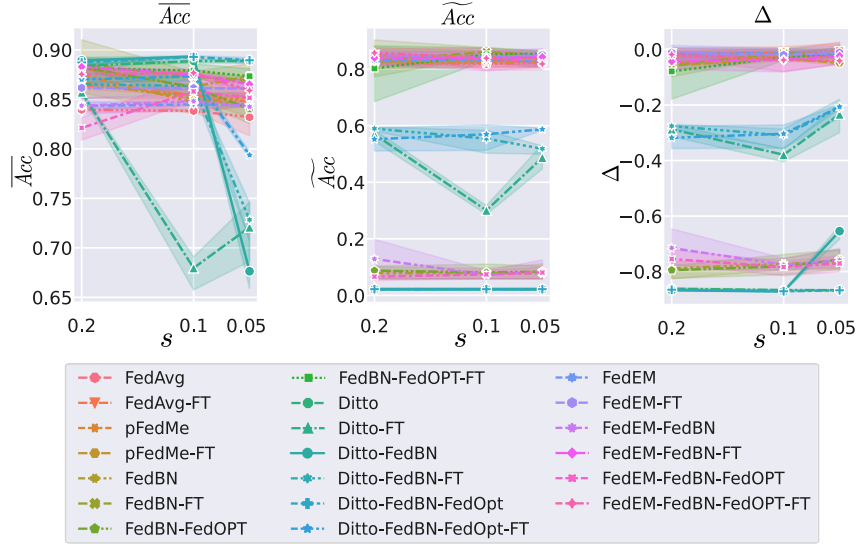 Acc Acc Δ
0.90
0.85
0.80
0.75
0.70
0.65
Acc
0.2 0.1 0.05
s
0.8
0.6
0.4
0.2
0.0
Acc
0.2 0.1 0.05
s
0.0
−0.2
−0.4
−0.6
−0.8
Δ
0.2 0.1 0.05
s
FedAvg
FedAvg-FT
pFedMe
pFedMe-FT
FedBN
FedBN-FT
FedBN-FedOPT
FedBN-FedOPT-FT
Ditto
Ditto-FT
Ditto-FedBN
Ditto-FedBN-FT
Ditto-FedBN-FedOpt
Ditto-FedBN-FedOpt-FT
FedEM
FedEM-FT
FedEM-FedBN
FedEM-FedBN-FT
FedEM-FedBN-FedOPT
FedEM-FedBN-FedOPT-FT